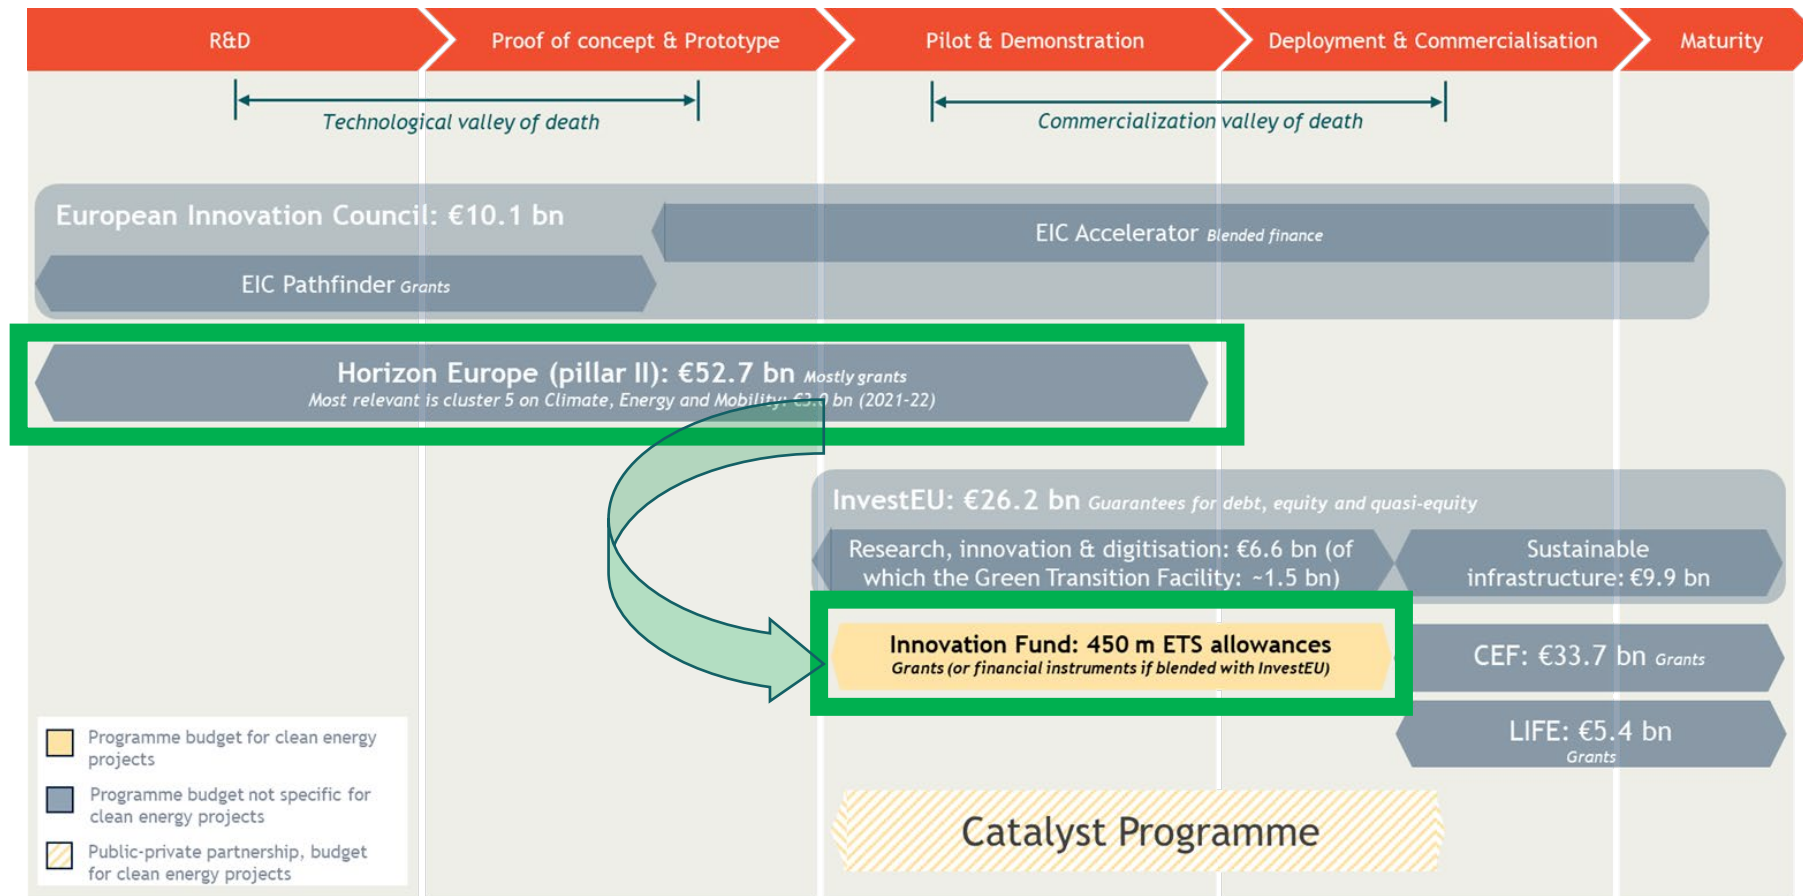 R&D
Proof of concept & Prototype
Pilot & Demonstration
Deployment & Commercialisation
Maturity
Technological valley of death
Commercialization valley of death
European Innovation Council: €10.1 bn
EIC Accelerator Blended finance
EIC Pathfinder Grants
Horizon Europe (pillar II): €52.7 bn Mostly grants
Most relevant is cluster 5 on Climate, Energy and Mobility: €3.0 bn (2021-22)
InvestEU: €26.2 bn Guarantees for debt, equity and quasi-equity
Research, innovation & digitisation: €6.6 bn (of
which the Green Transition Facility: ~1.5 bn)
Sustainable
infrastructure: €9.9 bn
Innovation Fund: 450 m ETS allowances
Grants (or financial instruments if blended with InvestEU)
CEF: €33.7 bn Grants
LIFE: €5.4 bn
Grants
Programme budget for clean energy
projects
Programme budget not specific for
clean energy projects
Public-private partnership, budget
for clean energy projects
Catalyst Programme